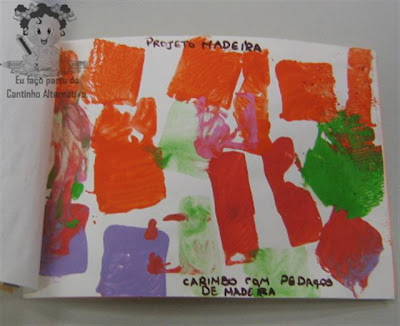 Eu faço parte do
Cantinho Alternativo
PROJETO MADEIRA
CARIMBO COM PEDAÇOS
DE MADEIRA